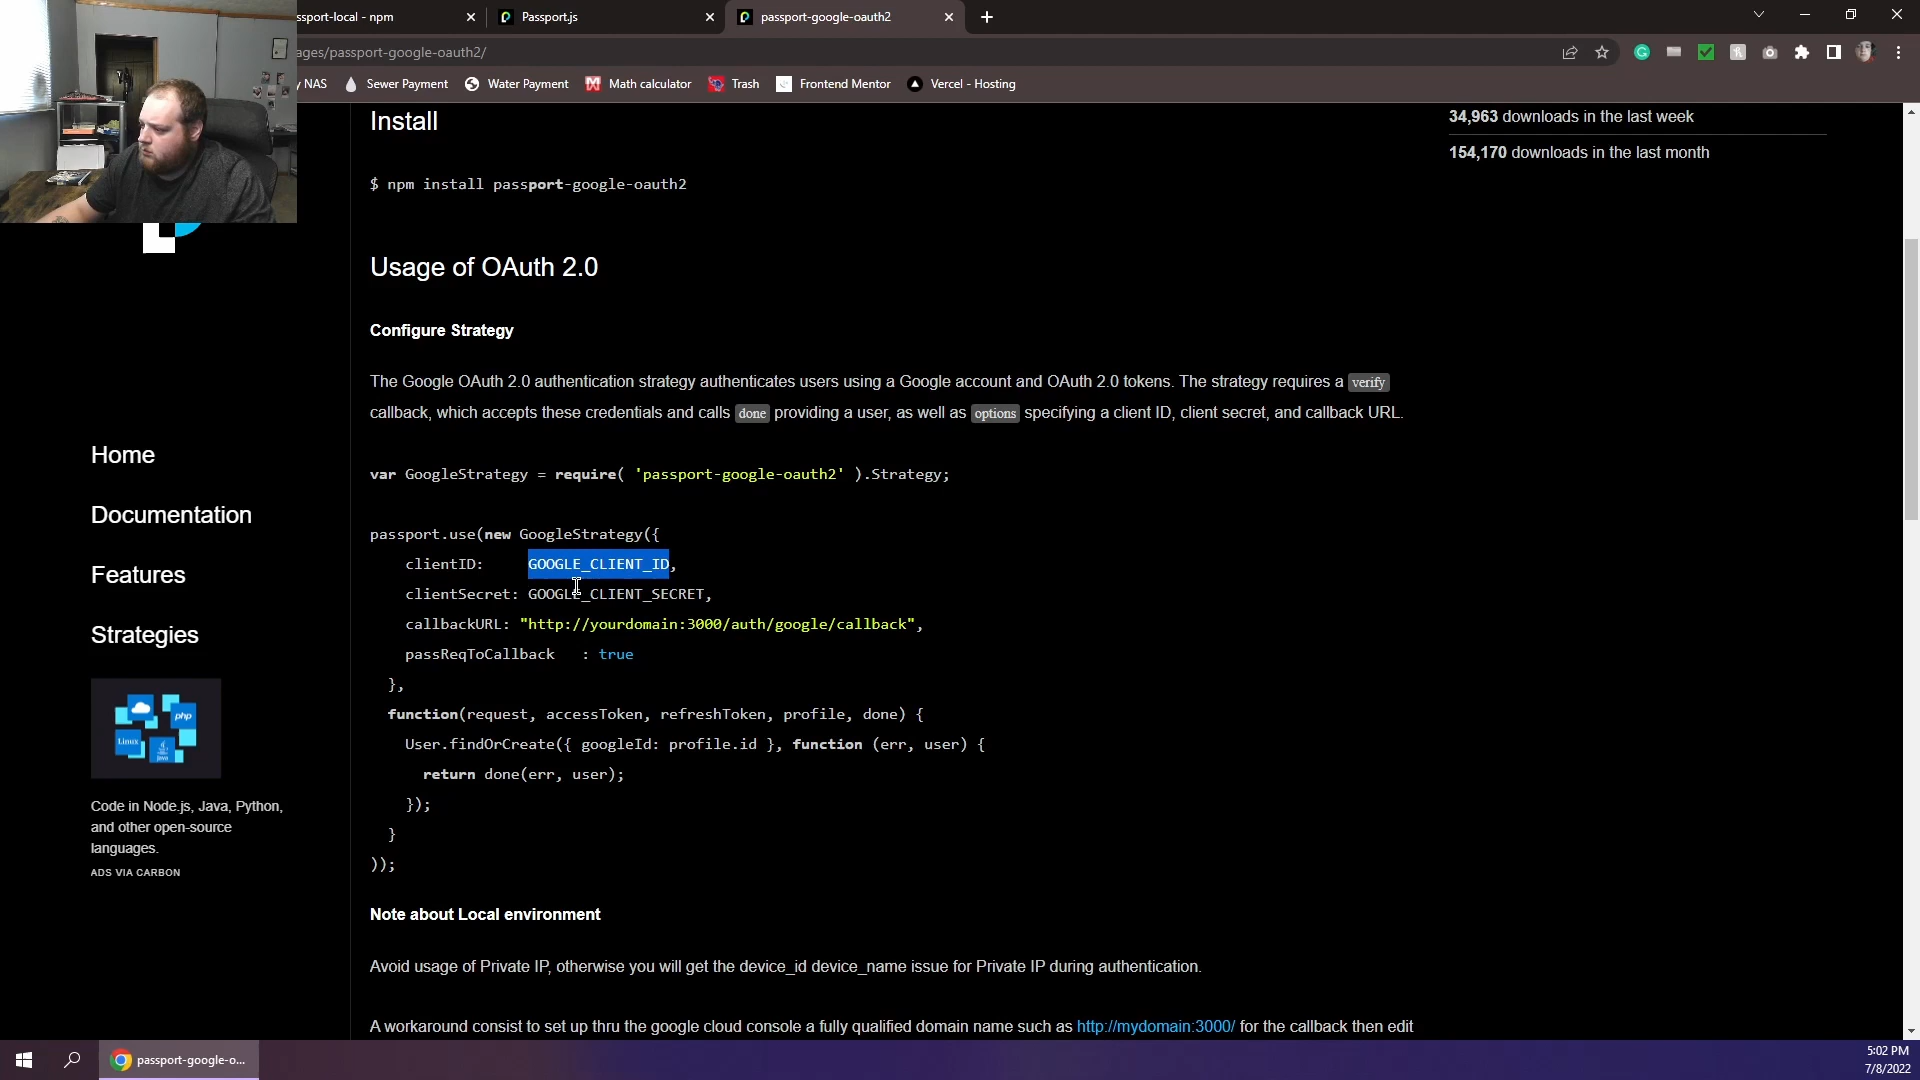 ssport-local - npm
Passport.js
passport-google-oauth2
ages/passport-google-oauth2/
y NAS
Sewer Payment
Water Payment
Math calculator
Trash
Frontend Mentor
Vercel - Hosting
Install
34,963 downloads in the last week
154,170 downloads in the last month
$ npm install passport-google-oauth2
Usage of OAuth 2.0
Configure Strategy
The Google OAuth 2.0 authentication strategy authenticates users using a Google account and OAuth 2.0 tokens. The strategy requires a verify
callback, which accepts these credentials and calls done providing a user, as well as options specifying a client ID, client secret, and callback URL.
var GoogleStrategy = require( 'passport-google-oauth2' ).Strategy;
passport.use(new GoogleStrategy({
clientID:     GOOGLE_CLIENT_ID,
clientSecret: GOOGLE_CLIENT_SECRET,
callbackURL: "http://yourdomain:3000/auth/google/callback",
passReqToCallback   : true
},
function(request, accessToken, refreshToken, profile, done) {
User.findOrCreate({ googleId: profile.id }, function (err, user) {
return done(err, user);
});
}
));
Note about Local environment
Avoid usage of Private IP, otherwise you will get the device_id device_name issue for Private IP during authentication.
A workaround consist to set up thru the google cloud console a fully qualified domain name such as http://mydomain:3000/ for the callback then edit
Home
Documentation
Features
Strategies
php
Linux
Java
Code in Node.js, Java, Python,
and other open-source
languages.
ADS VIA CARBON
passport-google-o...
5:02 PM
7/8/2022